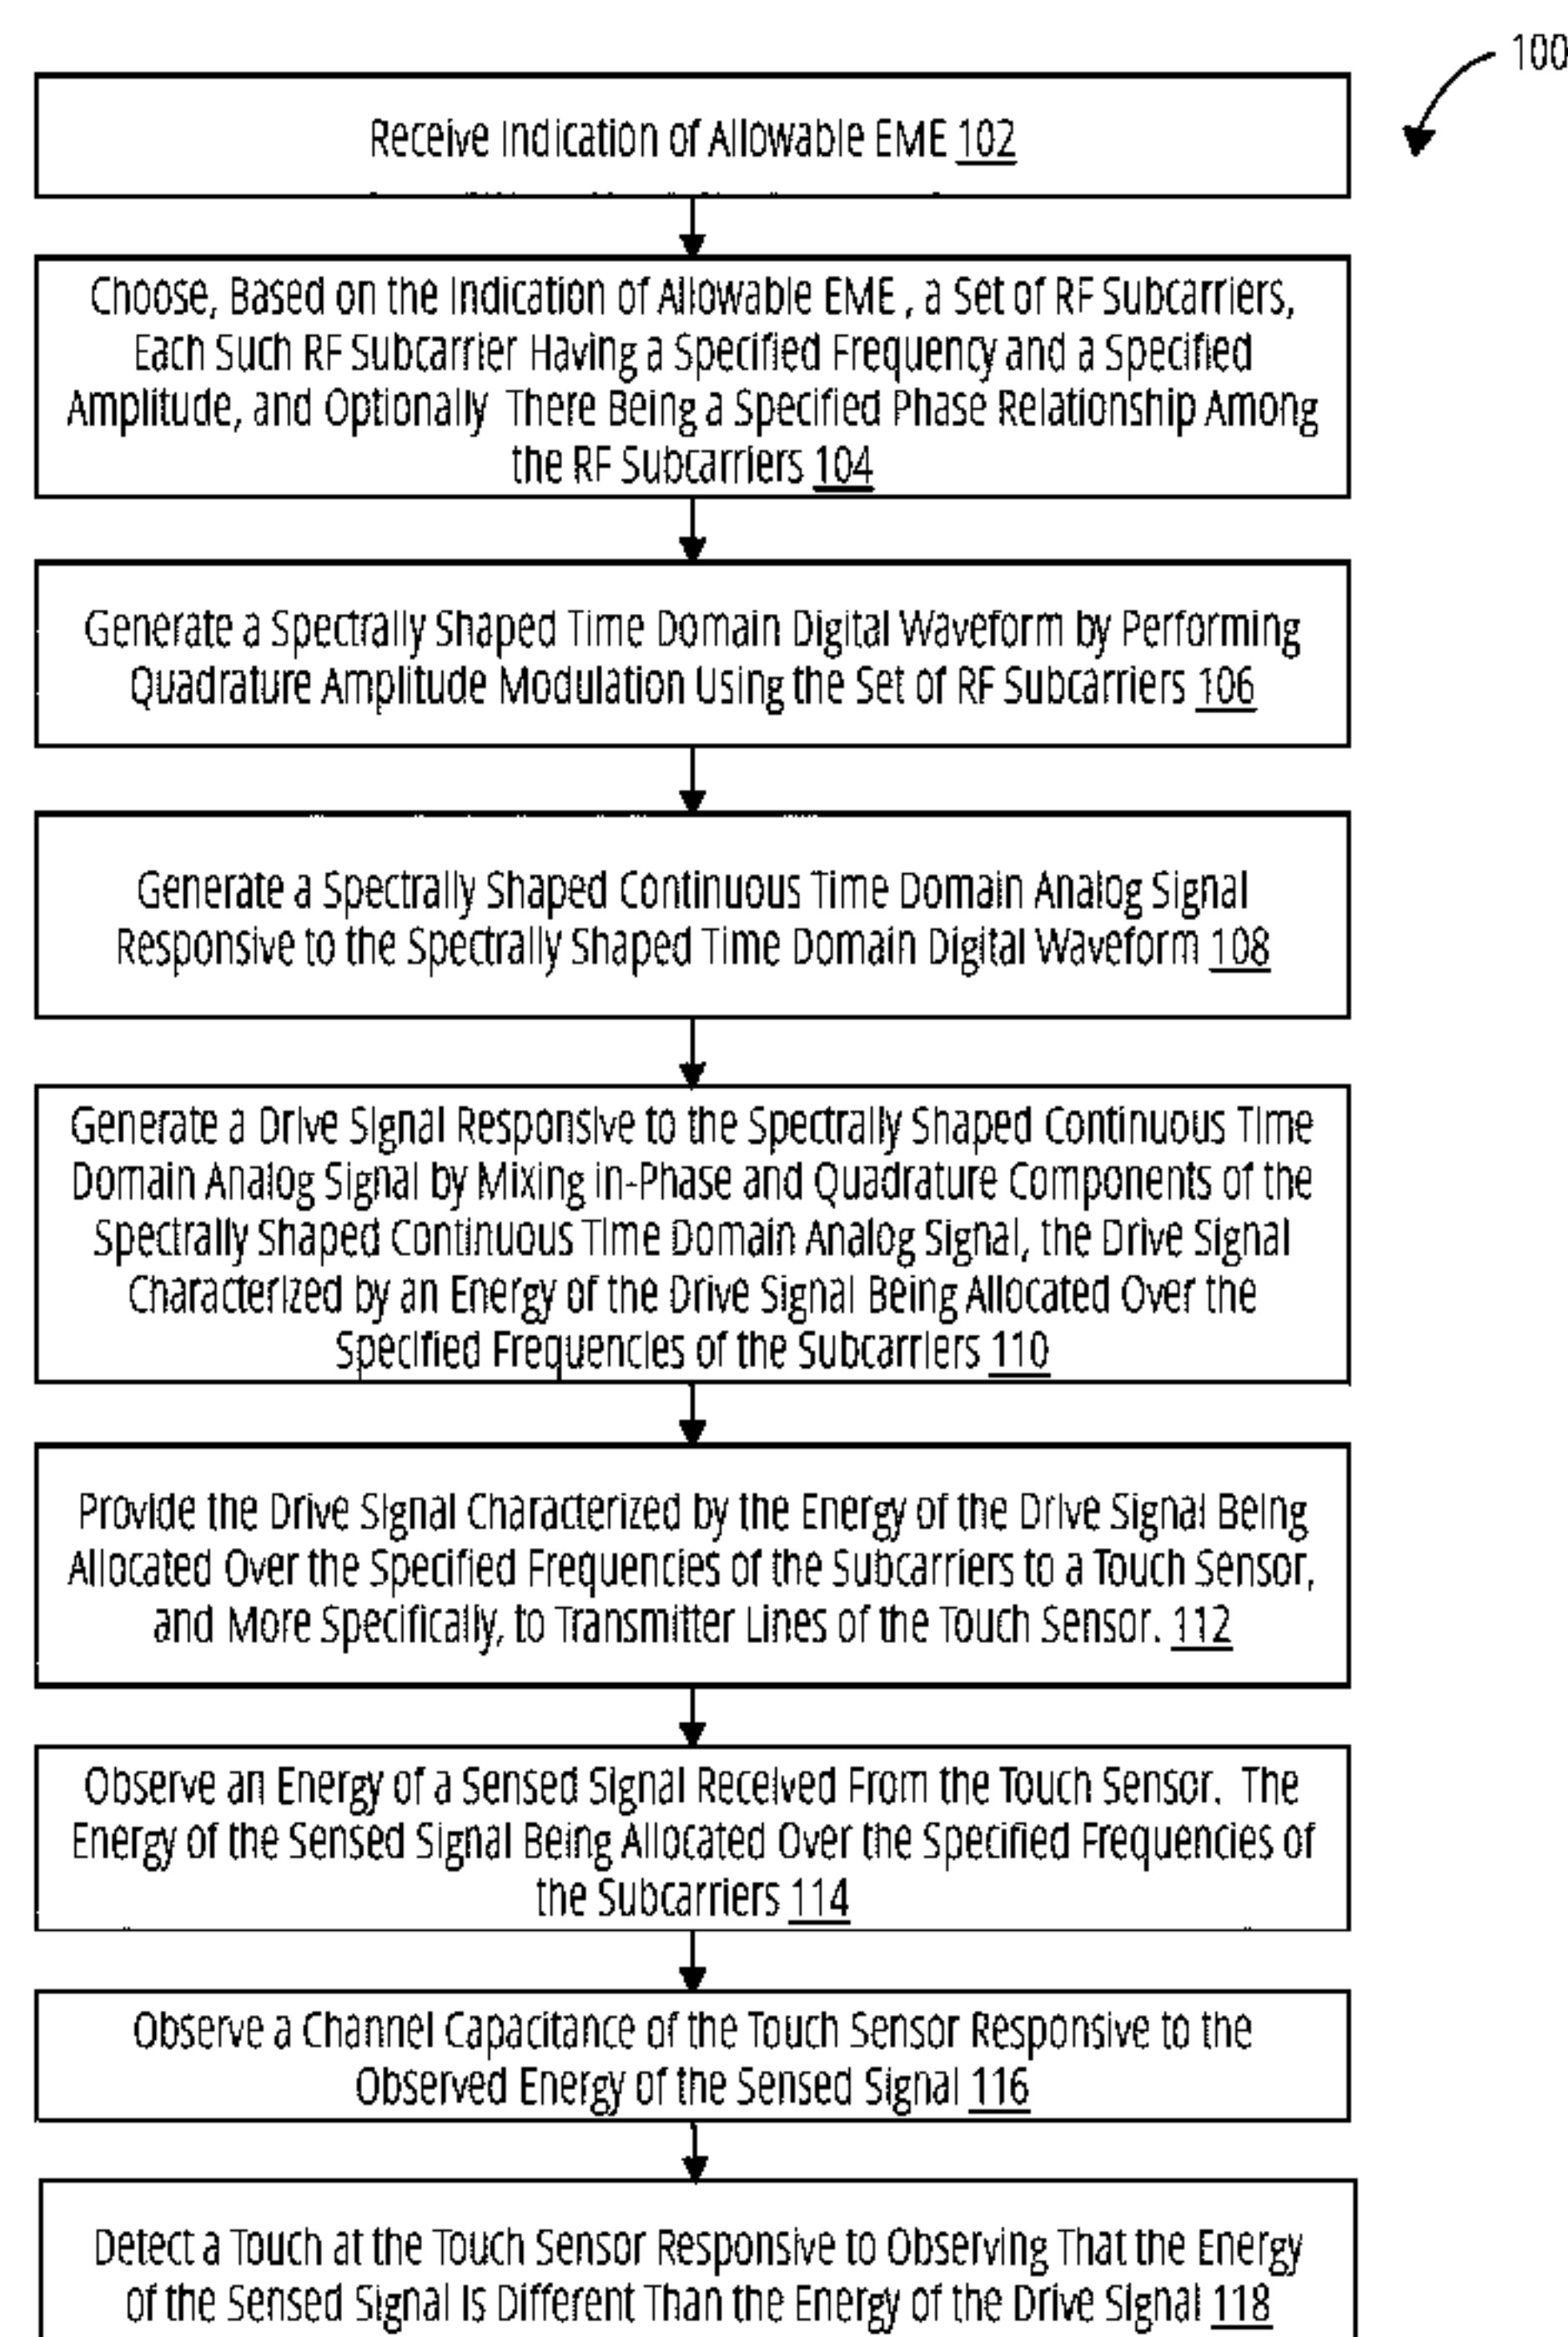 100
Receive Indication of Allowable EME 102
Choose, Based on the Indication of Allowable EME , a Set of RF Subcarriers,
Each Such RF Subcarrier Having a Specified Frequency and a Specified
Amplitude, and Optionally There Being a Specified Phase Relationship Among
the RF Subcarriers 104
Generate a Spectrally Shaped Time Domain Digital Waveform by Performing
Quadrature Amplitude Modulation Using the Set of RF Subcarriers 106
Generate a Spectrally Shaped Continuous Time Domain Analog Signal
Responsive to the Spectrally Shaped Time Domain Digital Waveform 108
Generate a Drive Signal Responsive to the Spectrally Shaped Continuous Time
Domain Analog Signal by Mixing in-Phase and Quadrature Components of the
Spectrally Shaped Continuous Time Domain Analog Signal, the Drive Signal
Characterized by an Energy of the Drive Signal Being Allocated Over the
Specified Frequencies of the Subcarriers 110
Provide the Drive Signal Characterized by the Energy of the Drive Signal Being
Allocated Over the Specified Frequencies of the Subcarriers to a Touch Sensor,
and More Specifically, to Transmitter Lines of the Touch Sensor. 112
Observe an Energy of a Sensed Signal Received From the Touch Sensor. The
Energy of the Sensed Signal Being Allocated Over the Specified Frequencies of
the Subcarriers 114
Observe a Channel Capacitance of the Touch Sensor Responsive to the
Observed Energy of the Sensed Signal 116
Detect a Touch at the Touch Sensor Responsive to Observing That the Energy
of the Sensed Signal Is Different Than the Energy of the Drive Signal 118